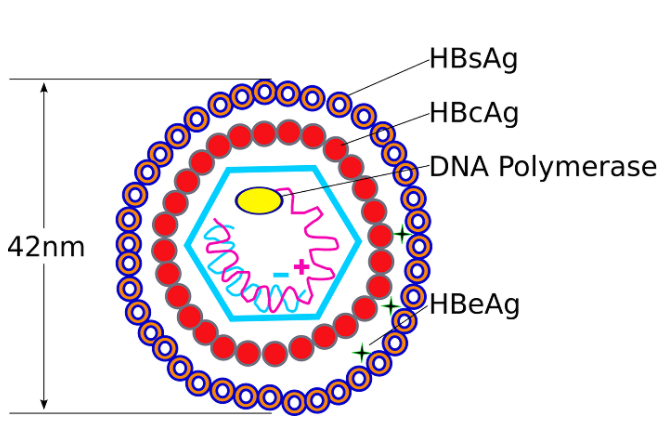 HBsAg
HBcAg
DNA Polymerase
42nm
− +
HBeAg